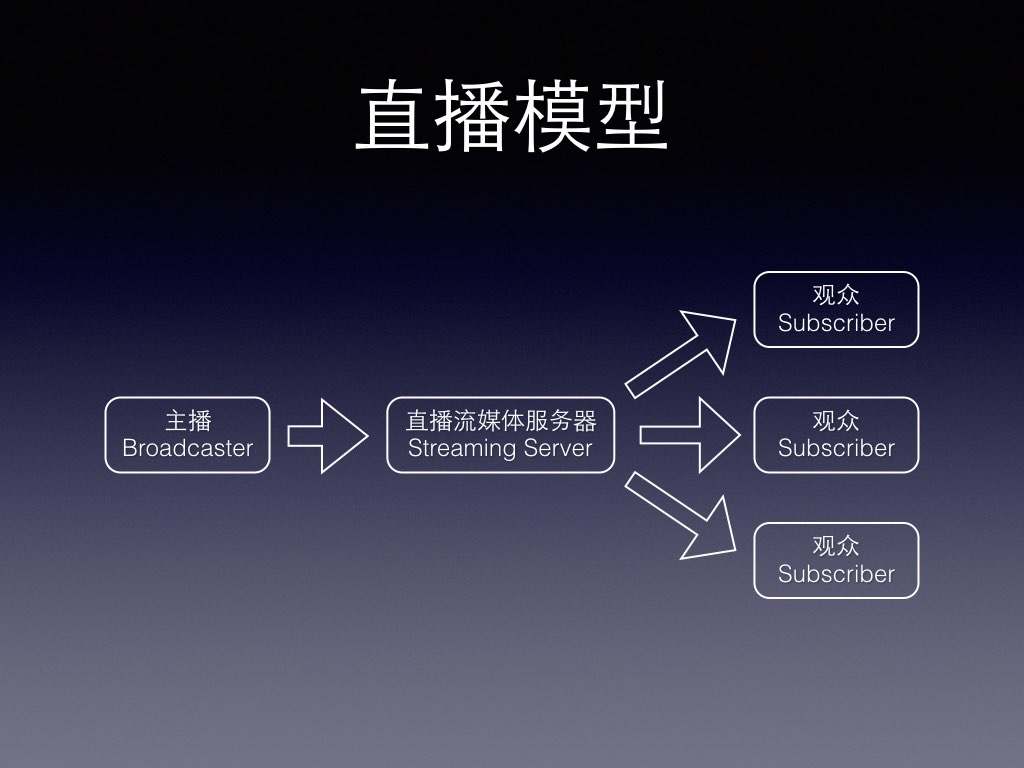 直播模型
主播
Broadcaster
直播流媒体服务器
Streaming Server
观众
Subscriber
观众
Subscriber
观众
Subscriber